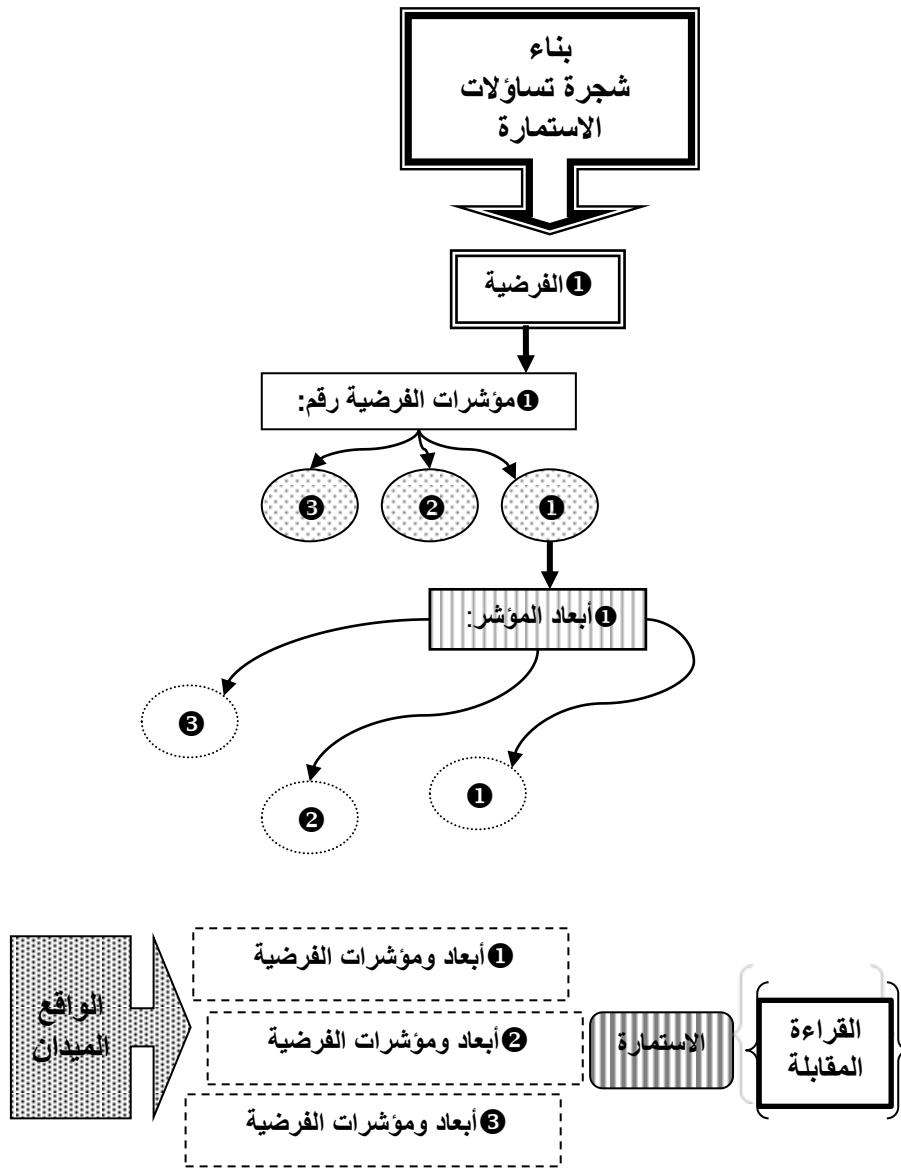 بناء
شجرة تساؤلات
الاستمارة
❶الفرضية
❶مؤشرات الفرضية رقم:
❶
❷
❸
❶أبعاد المؤشر:
❸
❶
❷
❶أبعاد ومؤشرات الفرضية
❷أبعاد ومؤشرات الفرضية
❸أبعاد ومؤشرات الفرضية
القراءة
المقابلة
الاستمارة
الواقع
الميدان